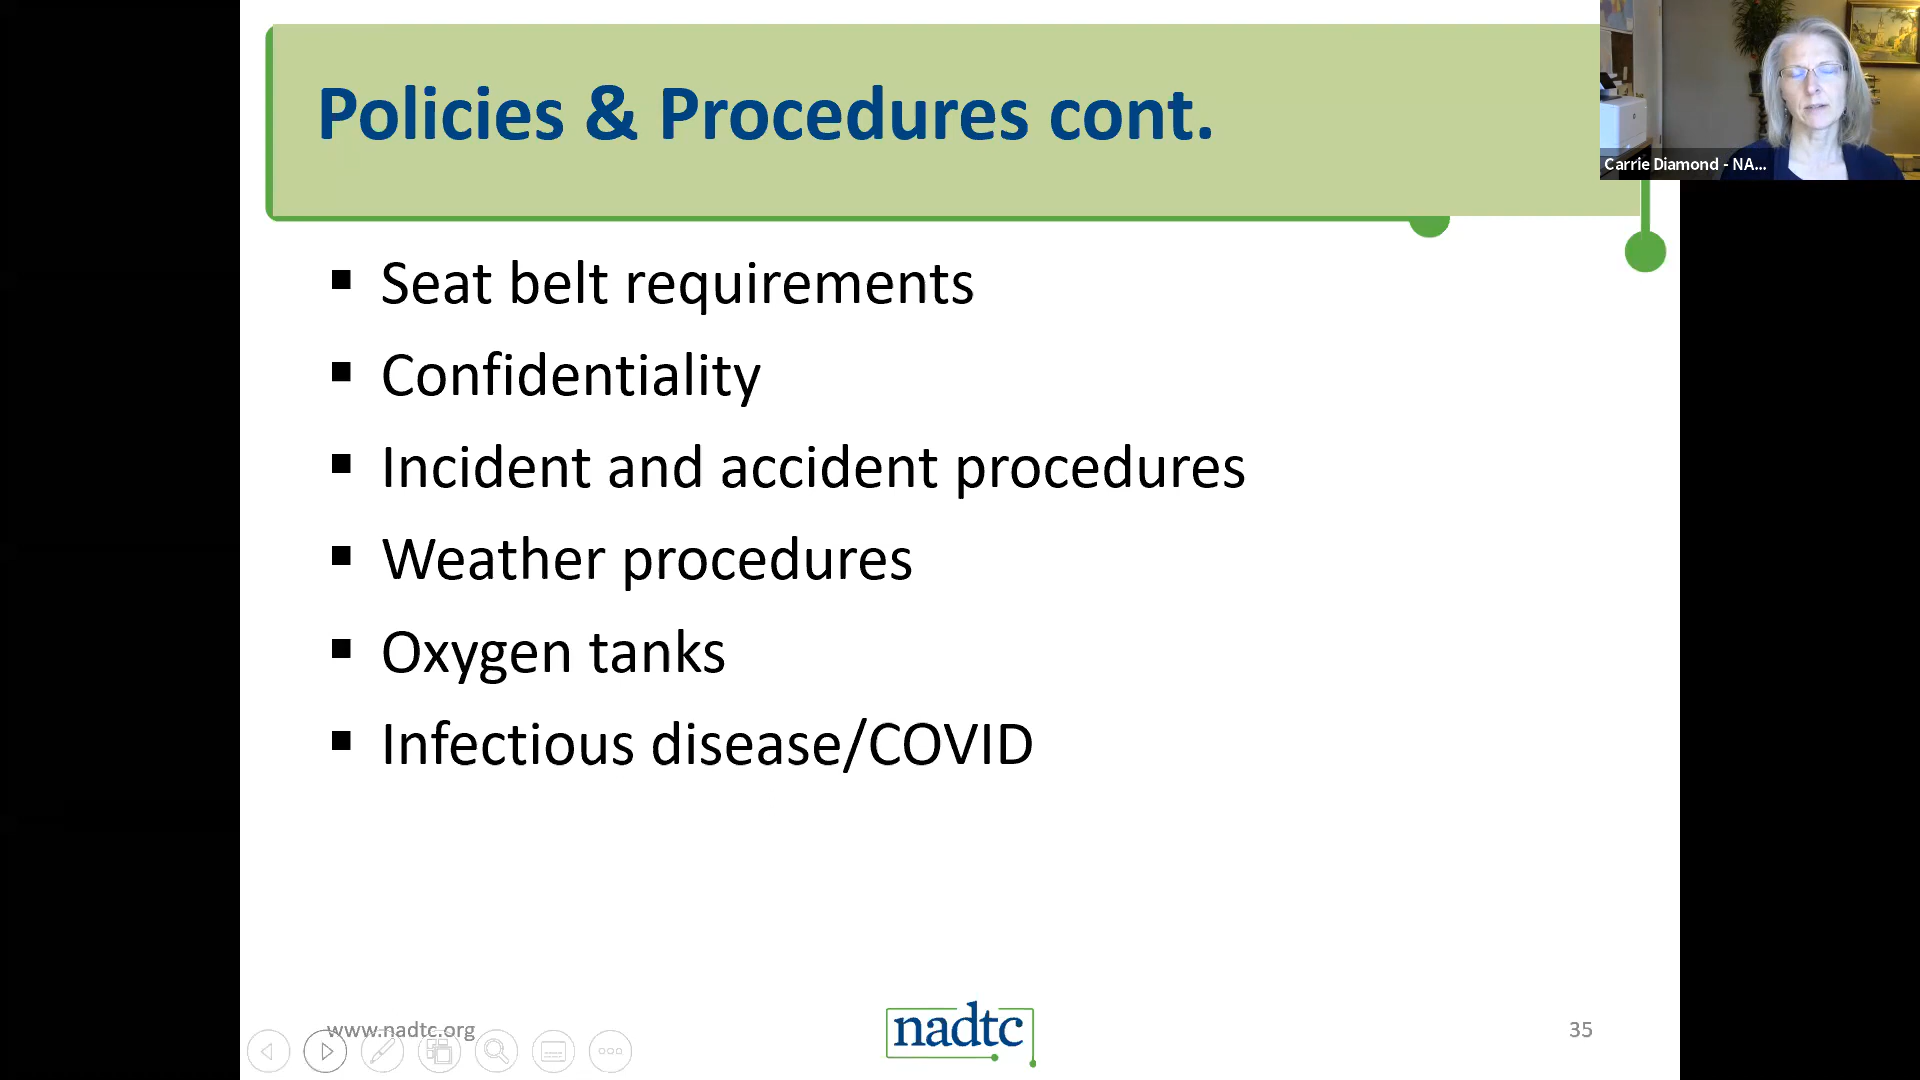 Policies & Procedures cont.
Carrie Diamond - NA...
▪ Seat belt requirements
▪ Confidentiality
▪ Incident and accident procedures
▪ Weather procedures
▪ Oxygen tanks
▪ Infectious disease/COVID
www.nadtc.org
nadtc
35